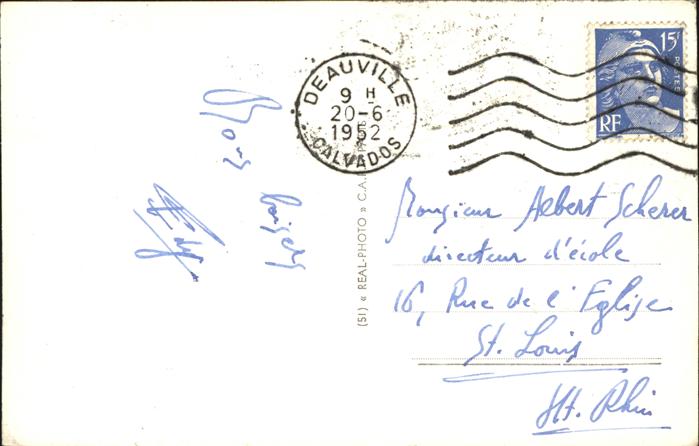 DEAUVILLE
9 H
20-6
1952
CALVADOS
15F
POSTES
RF
Bons
baisers
(51) « REAL-PHOTO » C.A.P.
Monsieur Albert Scherer
directeur d'école
16, Rue de l'Eglise
St. Louis
Ht. Rhin